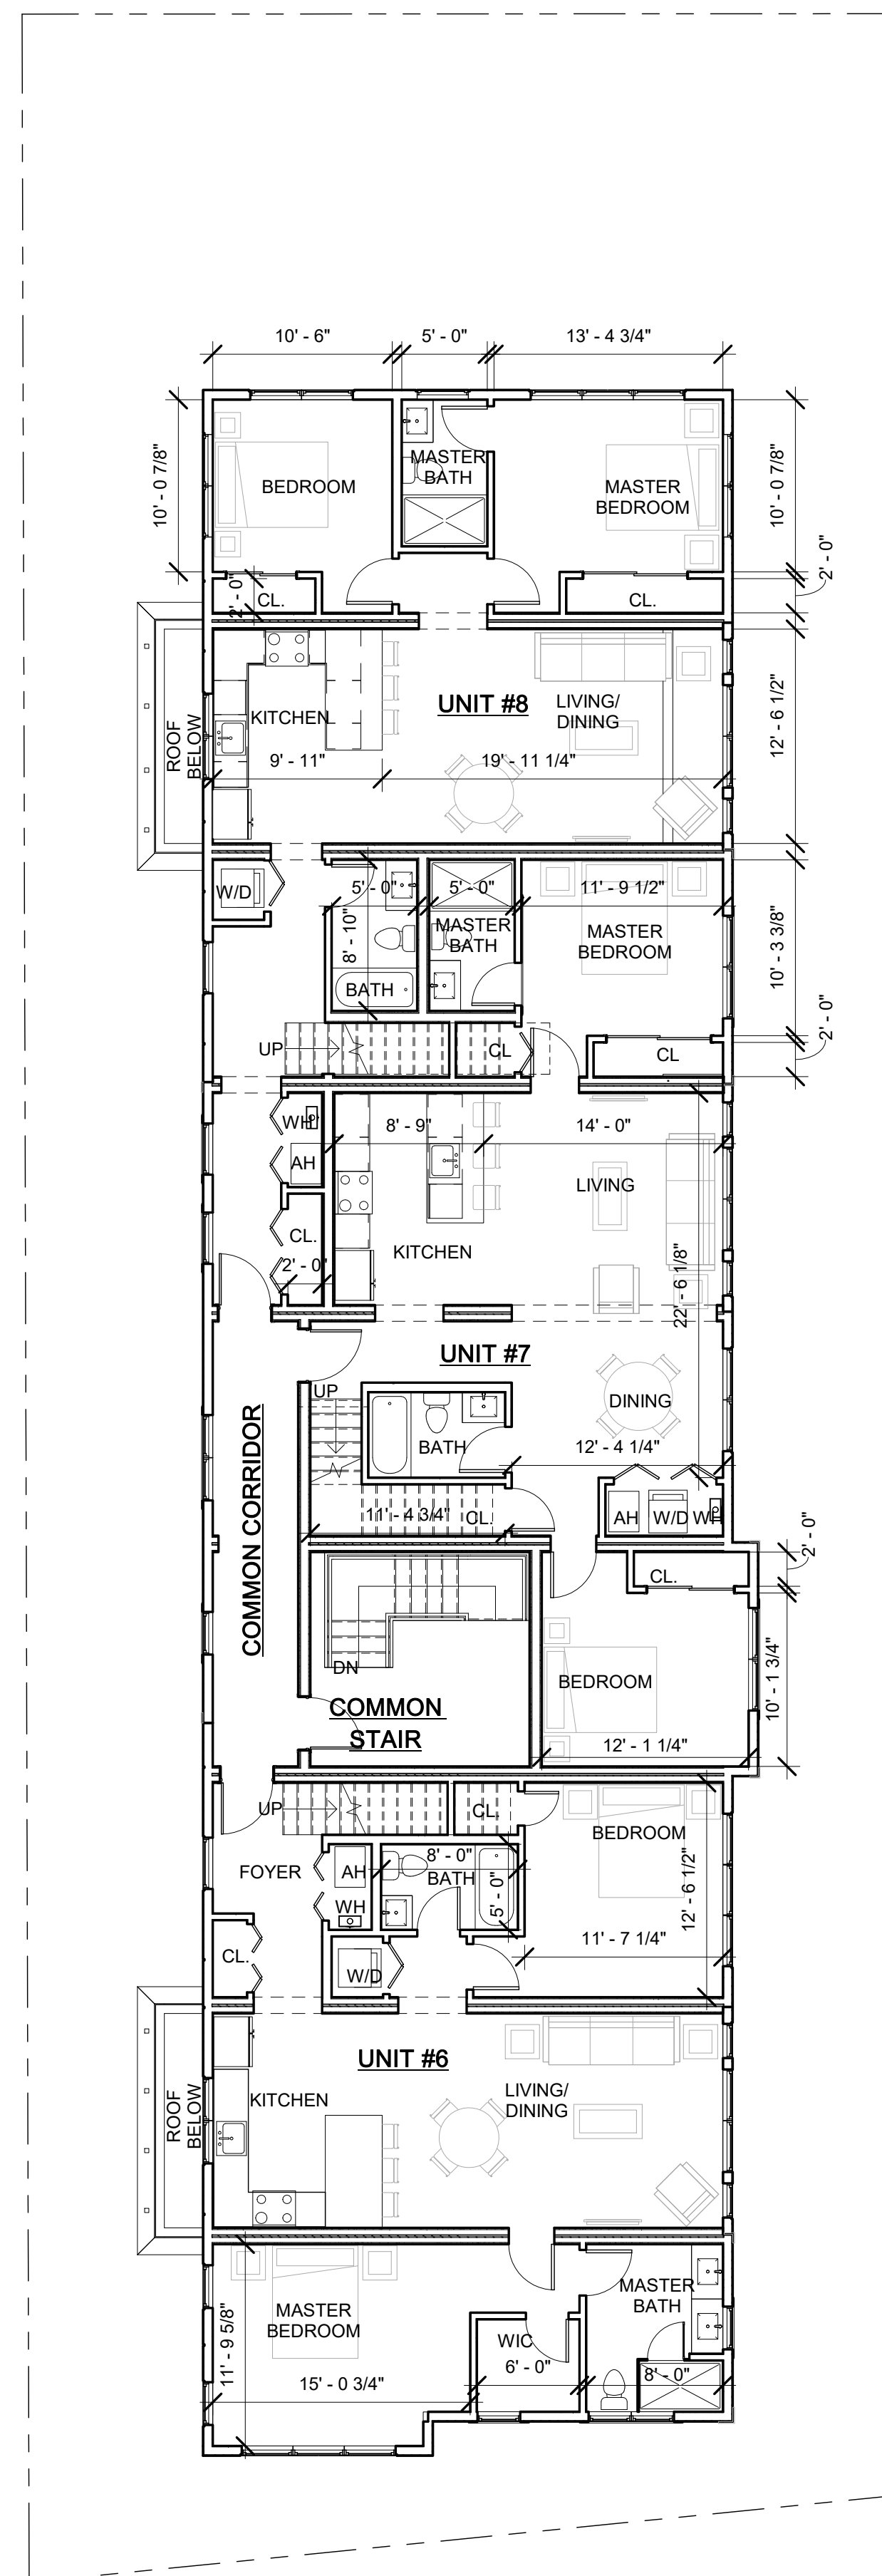 10' - 6"
5' - 0"
13' - 4 3/4"
10' - 0 7/8"
10' - 0 7/8"
BEDROOM
MASTER
BATH
MASTER
BEDROOM
2' - 0"
2' - 0"
CL.
CL.
ROOF
BELOW
KITCHEN
UNIT #8
LIVING/
DINING
12' - 6 1/2"
9' - 11"
19' - 11 1/4"
W/D
5' - 0"
5' - 0"
11' - 9 1/2"
8' - 10"
MASTER
BATH
MASTER
BEDROOM
10' - 3 3/8"
BATH
2' - 0"
UP
CL
CL
WH
8' - 9"
14' - 0"
AH
LIVING
CL.
KITCHEN
2' - 0"
22' - 6 1/8"
UNIT #7
UP
DINING
COMMON CORRIDOR
BATH
12' - 4 1/4"
11' - 4 3/4"
CL.
AH
W/D
WH
2' - 0"
CL.
DN
BEDROOM
10' - 1 3/4"
COMMON
STAIR
12' - 1 1/4"
UP
CL.
BEDROOM
FOYER
AH
8' - 0"
BATH
12' - 6 1/2"
WH
5' - 0"
11' - 7 1/4"
CL.
W/D
UNIT #6
ROOF
BELOW
KITCHEN
LIVING/
DINING
MASTER
BEDROOM
MASTER
BATH
11' - 9 5/8"
WIC
15' - 0 3/4"
6' - 0"
8' - 0"